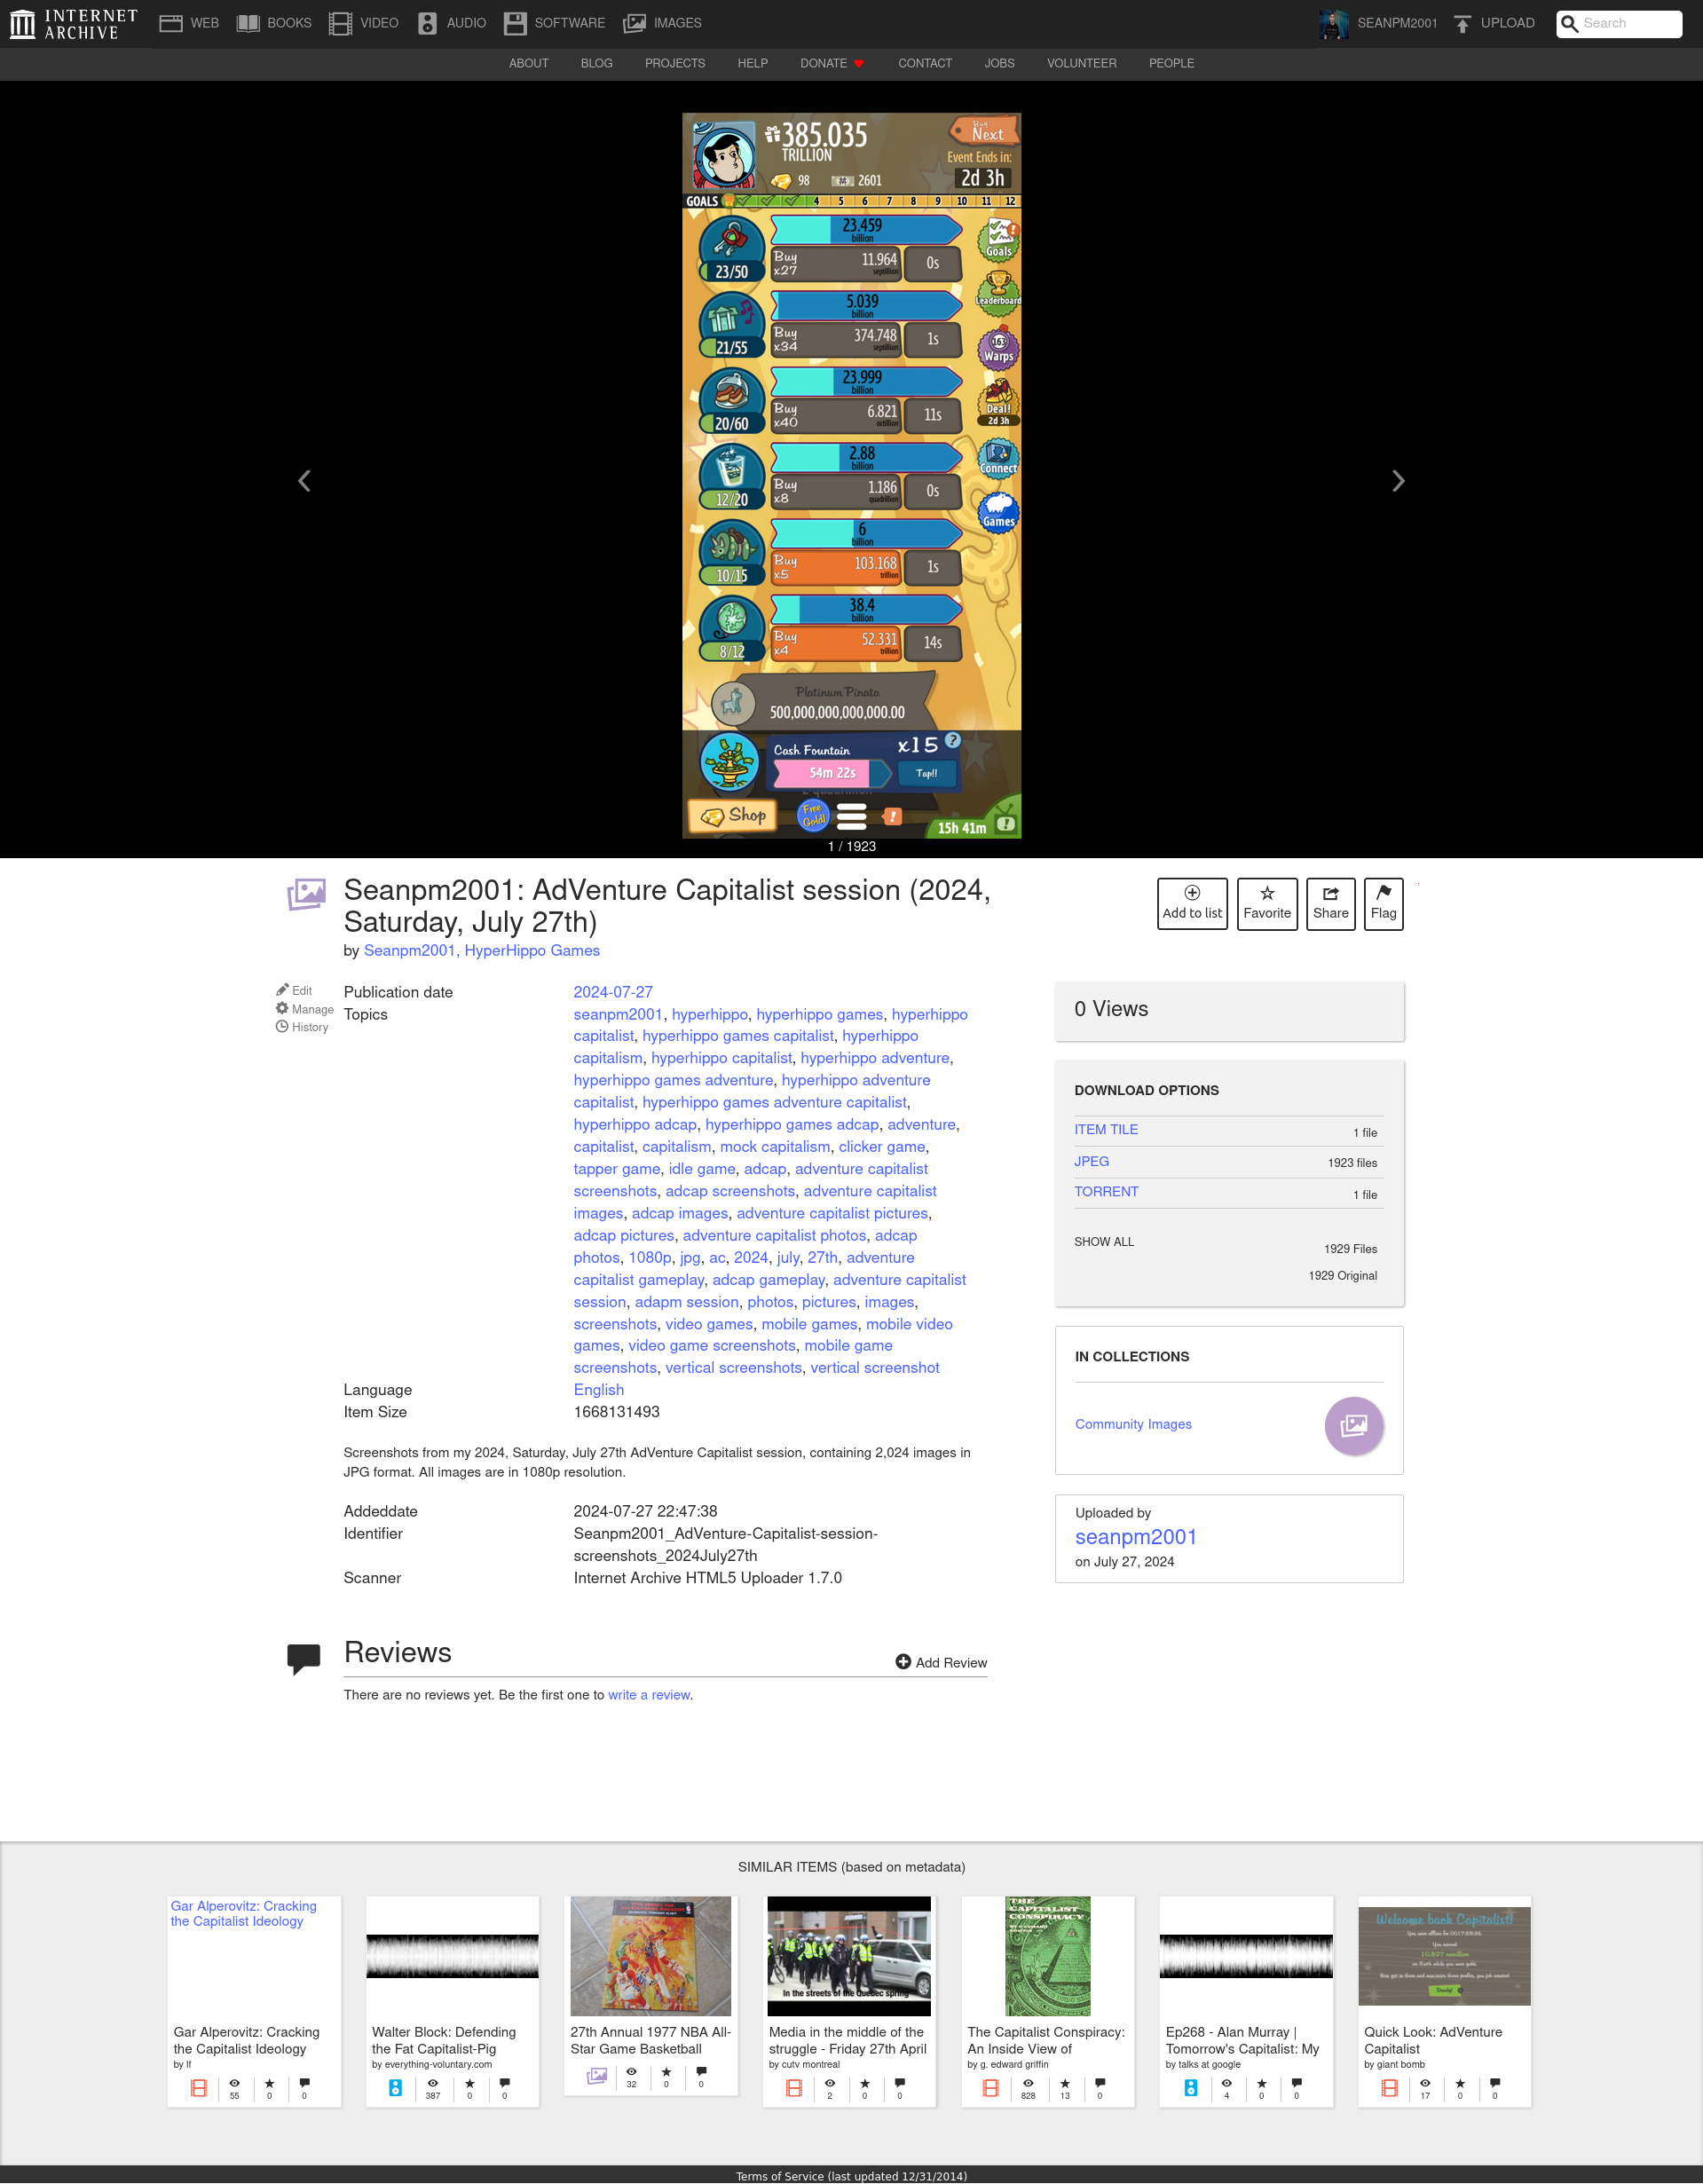 INTERNET
ARCHIVE
WEB
BOOKS
VIDEO
AUDIO
SOFTWARE
IMAGES
SEANPM2001
UPLOAD
Search
ABOUT
BLOG
PROJECTS
HELP
DONATE
CONTACT
JOBS
VOLUNTEER
PEOPLE
385.035
TRILLION
98
2601
Buy
Next
Event Ends in:
2d 3h
GOALS
4 5 6 7 8 9 10 11 12
23.459
billion
23/50
Buy
x27
11.964
septillion
0s
Goals
5.039
billion
21/55
Buy
x34
374.748
septillion
1s
Leaderboard
163
Warps
23.999
billion
20/60
Buy
x40
6.821
octillion
11s
Deal!
2d 3h
2.88
billion
12/20
Buy
x8
1.186
quadrillion
0s
Connect
Games
6
billion
10/15
Buy
x5
103.168
trillion
1s
38.4
billion
8/12
Buy
x4
52.331
trillion
14s
Platinum Pinata
500,000,000,000,000.00
Cash Fountain
x15
?
54m 22s
Tap!!
Shop
Free
Gold!
!
15h 41m
1 / 1923
Seanpm2001: AdVenture Capitalist session (2024,
Saturday, July 27th)
by Seanpm2001, HyperHippo Games
Add to list
Favorite
Share
Flag
Edit
Manage
History
Publication date 2024-07-27
Topics seanpm2001, hyperhippo, hyperhippo games, hyperhippo
capitalist, hyperhippo games capitalist, hyperhippo
capitalism, hyperhippo capitalist, hyperhippo adventure,
hyperhippo games adventure, hyperhippo adventure
capitalist, hyperhippo games adventure capitalist,
hyperhippo adcap, hyperhippo games adcap, adventure,
capitalist, capitalism, mock capitalism, clicker game,
tapper game, idle game, adcap, adventure capitalist
screenshots, adcap screenshots, adventure capitalist
images, adcap images, adventure capitalist pictures,
adcap pictures, adventure capitalist photos, adcap
photos, 1080p, jpg, ac, 2024, july, 27th, adventure
capitalist gameplay, adcap gameplay, adventure capitalist
session, adapm session, photos, pictures, images,
screenshots, video games, mobile games, mobile video
games, video game screenshots, mobile game
screenshots, vertical screenshots, vertical screenshot
Language English
Item Size 1668131493
Screenshots from my 2024, Saturday, July 27th AdVenture Capitalist session, containing 2,024 images in
JPG format. All images are in 1080p resolution.
Addeddate 2024-07-27 22:47:38
Identifier Seanpm2001_AdVenture-Capitalist-session-
screenshots_2024July27th
Scanner Internet Archive HTML5 Uploader 1.7.0
0 Views
DOWNLOAD OPTIONS
ITEM TILE 1 file
JPEG 1923 files
TORRENT 1 file
SHOW ALL 1929 Files
1929 Original
IN COLLECTIONS
Community Images
Uploaded by
seanpm2001
on July 27, 2024
Reviews
Add Review
There are no reviews yet. Be the first one to write a review.
SIMILAR ITEMS (based on metadata)
Gar Alperovitz: Cracking
the Capitalist Ideology
Gar Alperovitz: Cracking
the Capitalist Ideology
by lf
55 0 0
Walter Block: Defending
the Fat Capitalist-Pig
by everything-voluntary.com
387 0 0
27th Annual 1977 NBA All-
Star Game Basketball
32 0 0
In the streets of the Quebec spring
Media in the middle of the
struggle - Friday 27th April
by cutv montreal
2 0 0
THE
CAPITALIST
CONSPIRACY
The Capitalist Conspiracy:
An Inside View of
by g. edward griffin
828 13 0
Ep268 - Alan Murray |
Tomorrow's Capitalist: My
by talks at google
4 0 0
Welcome back Capitalist!
Quick Look: AdVenture
Capitalist
by giant bomb
17 0 0
Terms of Service (last updated 12/31/2014)